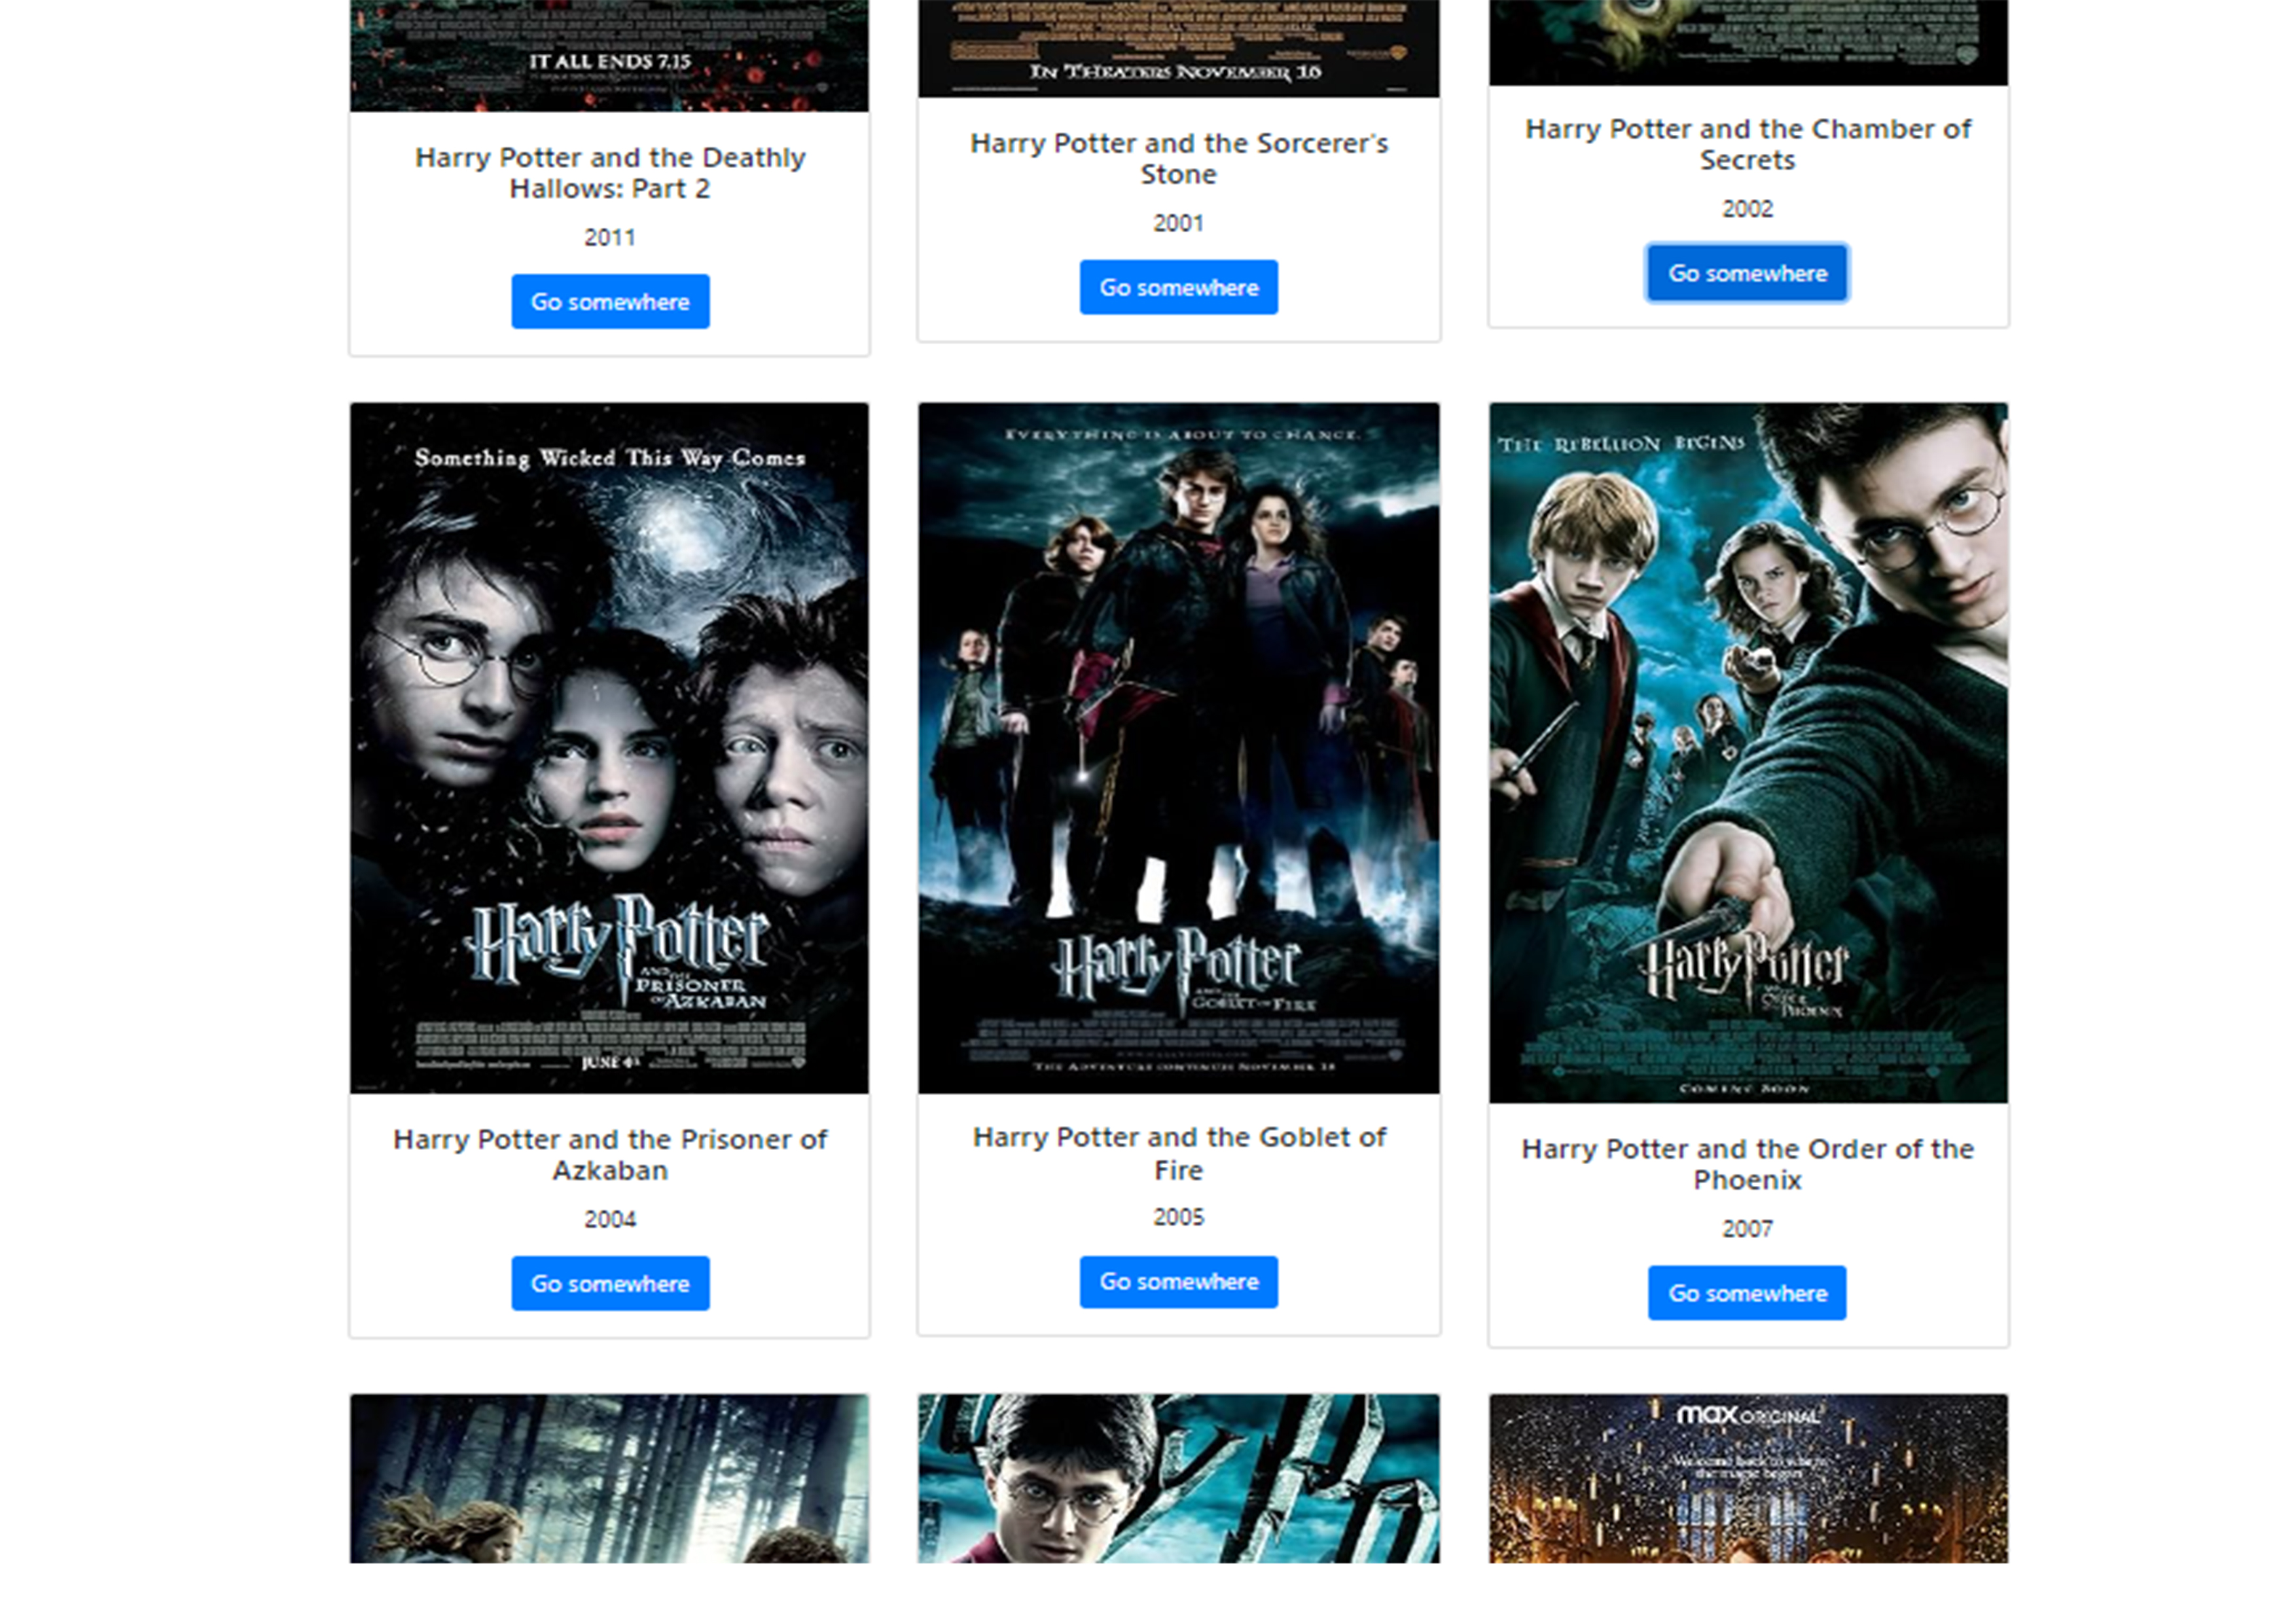 IT ALL ENDS 7.15
IN THEATERS NOVEMBER 16
Harry Potter and the Deathly
Hallows: Part 2
2011
Go somewhere
Harry Potter and the Sorcerer's
Stone
2001
Go somewhere
Harry Potter and the Chamber of
Secrets
2002
Go somewhere
Something Wicked This Way Comes
Harry Potter
AND THE
PRISONER
OF AZKABAN
JUNE 4th
Harry Potter and the Prisoner of
Azkaban
2004
Go somewhere
EVERYTHING IS ABOUT TO CHANGE.
Harry Potter
AND THE
GOBLET OF FIRE
THE ADVENTURE CONTINUES NOVEMBER 18
Harry Potter and the Goblet of
Fire
2005
Go somewhere
THE REBELLION BEGINS
Harry Potter
AND THE
ORDER
OF THE
PHOENIX
COMING SOON
Harry Potter and the Order of the
Phoenix
2007
Go somewhere
max ORIGINAL
Welcome back to where
the magic began